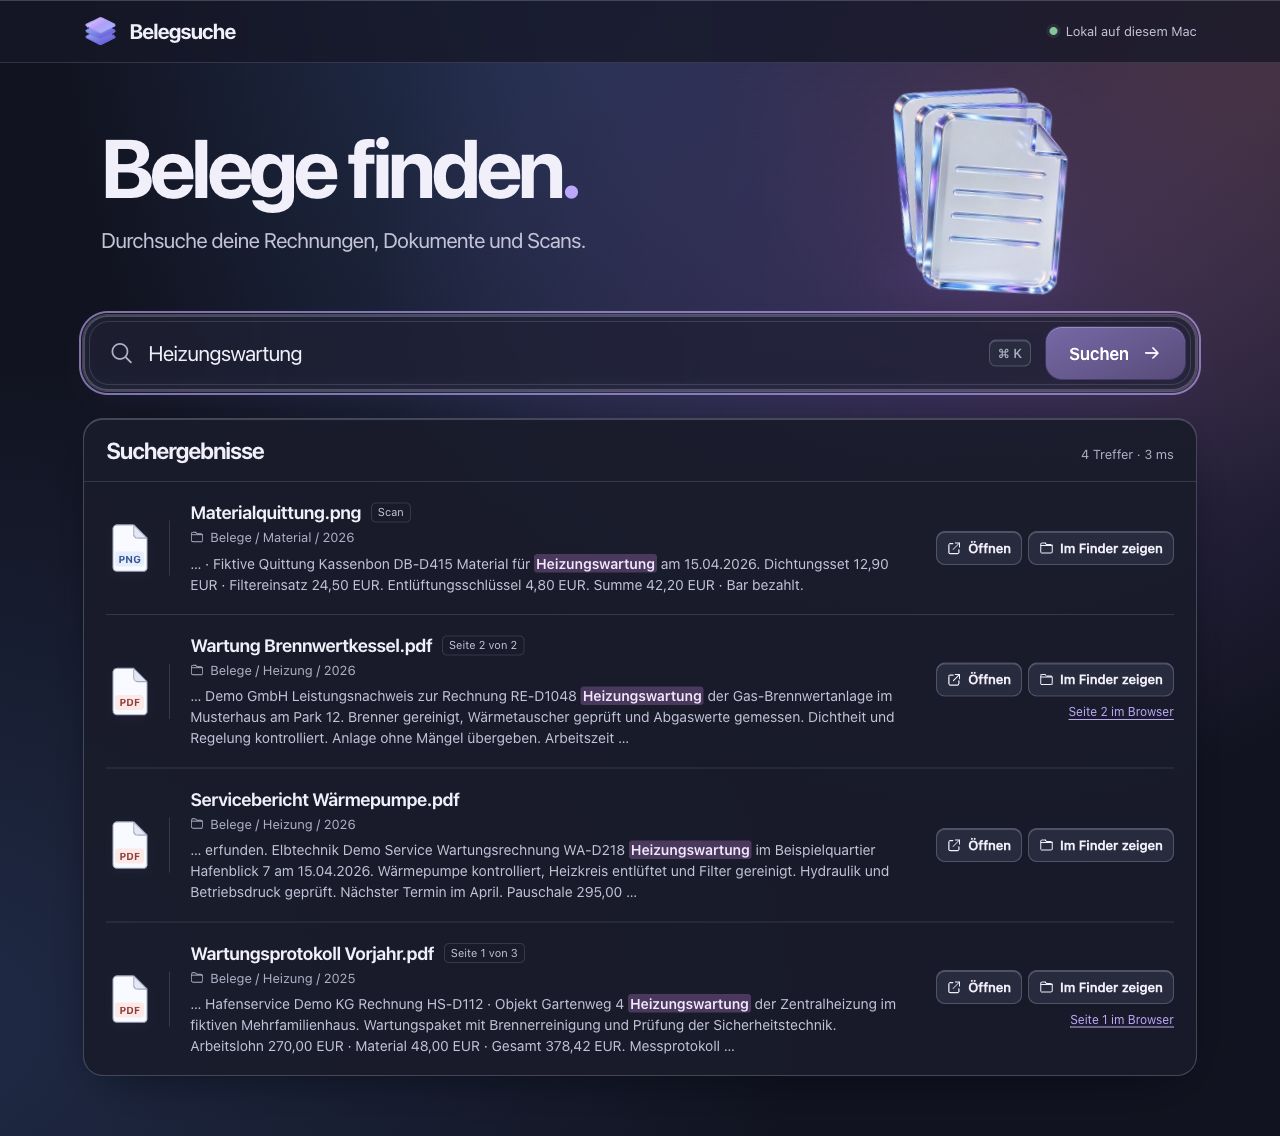 Belegsuche
Lokal auf diesem Mac
Belege finden.
Durchsuche deine Rechnungen, Dokumente und Scans.
Heizungswartung
⌘ K
Suchen →
Suchergebnisse
4 Treffer · 3 ms
PNG
Materialquittung.png Scan
Belege / Material / 2026
... · Fiktive Quittung Kassenbon DB-D415 Material für Heizungswartung am 15.04.2026. Dichtungsset 12,90
EUR · Filtereinsatz 24,50 EUR. Entlüftungsschlüssel 4,80 EUR. Summe 42,20 EUR · Bar bezahlt.
Öffnen
Im Finder zeigen
PDF
Wartung Brennwertkessel.pdf Seite 2 von 2
Belege / Heizung / 2026
... Demo GmbH Leistungsnachweis zur Rechnung RE-D1048 Heizungswartung der Gas-Brennwertanlage im
Musterhaus am Park 12. Brenner gereinigt, Wärmetauscher geprüft und Abgaswerte gemessen. Dichtheit und
Regelung kontrolliert. Anlage ohne Mängel übergeben. Arbeitszeit ...
Öffnen
Im Finder zeigen
Seite 2 im Browser
PDF
Servicebericht Wärmepumpe.pdf
Belege / Heizung / 2026
... erfunden. Elbtechnik Demo Service Wartungsrechnung WA-D218 Heizungswartung im Beispielquartier
Hafenblick 7 am 15.04.2026. Wärmepumpe kontrolliert, Heizkreis entlüftet und Filter gereinigt. Hydraulik und
Betriebsdruck geprüft. Nächster Termin im April. Pauschale 295,00 ...
Öffnen
Im Finder zeigen
PDF
Wartungsprotokoll Vorjahr.pdf Seite 1 von 3
Belege / Heizung / 2025
... Hafenservice Demo KG Rechnung HS-D112 · Objekt Gartenweg 4 Heizungswartung der Zentralheizung im
fiktiven Mehrfamilienhaus. Wartungspaket mit Brennerreinigung und Prüfung der Sicherheitstechnik.
Arbeitslohn 270,00 EUR · Material 48,00 EUR · Gesamt 378,42 EUR. Messprotokoll ...
Öffnen
Im Finder zeigen
Seite 1 im Browser